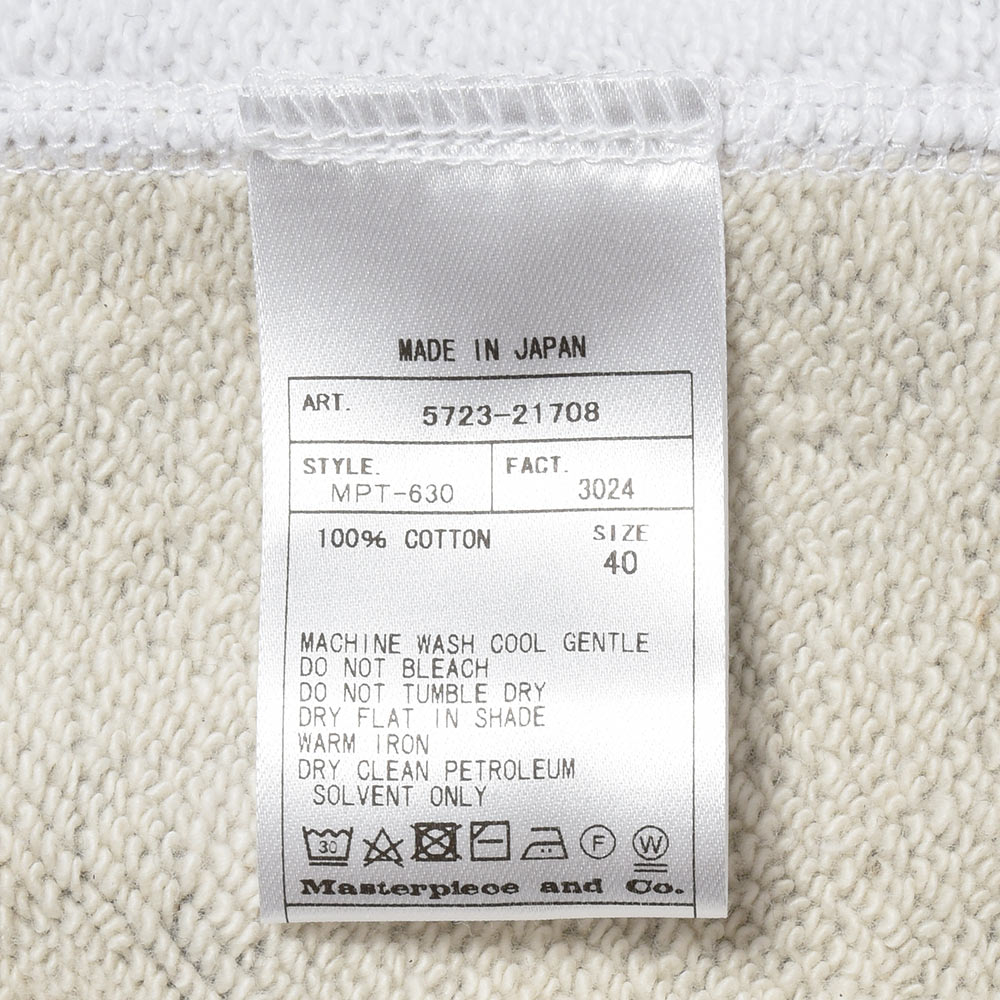 MADE IN JAPAN
ART. 5723-21708
STYLE. FACT.
MPT-630 3024
100% COTTON SIZE
40
MACHINE WASH COOL GENTLE
DO NOT BLEACH
DO NOT TUMBLE DRY
DRY FLAT IN SHADE
WARM IRON
DRY CLEAN PETROLEUM
SOLVENT ONLY
30 F W
Masterpiece and Co.